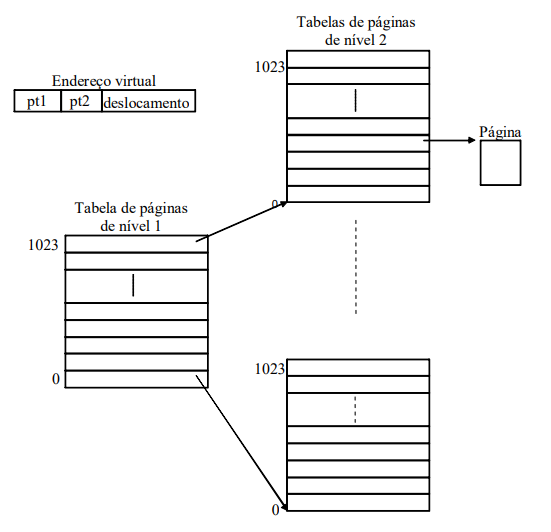 Tabelas de páginas
de nível 2
1023
0
Endereço virtual
pt1 pt2 deslocamento
Página
Tabela de páginas
de nível 1
1023
0
1023
0